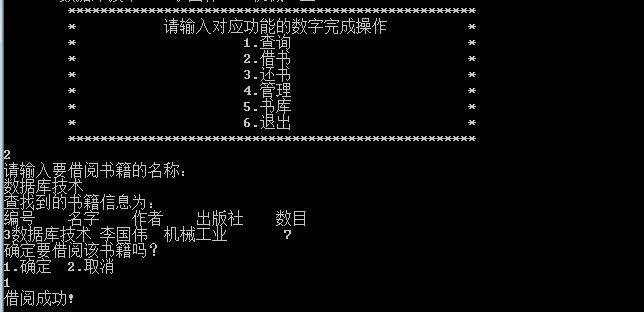 **************************************************
* 请输入对应功能的数字完成操作 *
* 1.查询 *
* 2.借书 *
* 3.还书 *
* 4.管理 *
* 5.书库 *
* 6.退出 *
**************************************************
2
请输入要借阅书籍的名称：
数据库技术
查找到的书籍信息为：
编号 名字 作者 出版社 数目
3数据库技术 李国伟 机械工业 7
确定要借阅该书籍吗？
1.确定 2.取消
1
借阅成功！